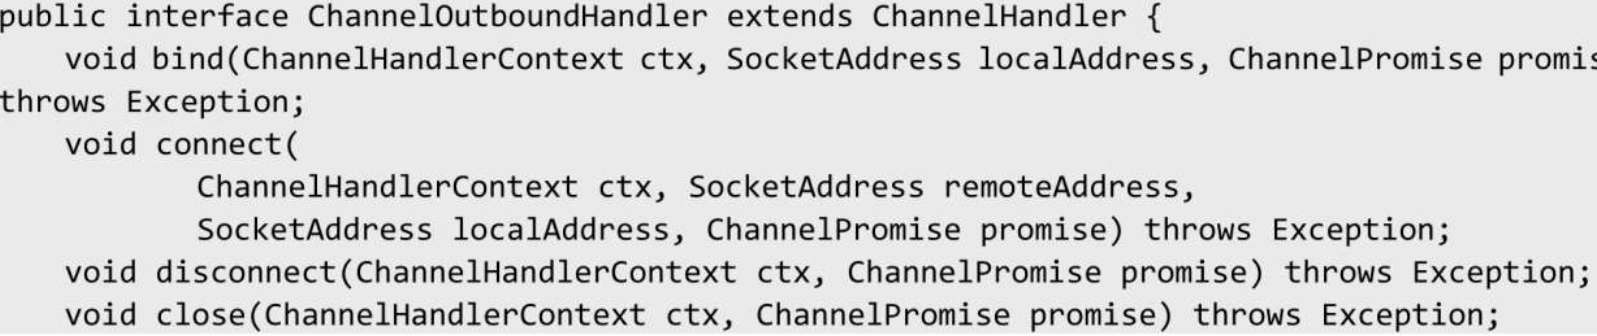 public interface ChannelOutboundHandler extends ChannelHandler {
    void bind(ChannelHandlerContext ctx, SocketAddress localAddress, ChannelPromise promis
throws Exception;
    void connect(
            ChannelHandlerContext ctx, SocketAddress remoteAddress,
            SocketAddress localAddress, ChannelPromise promise) throws Exception;
    void disconnect(ChannelHandlerContext ctx, ChannelPromise promise) throws Exception;
    void close(ChannelHandlerContext ctx, ChannelPromise promise) throws Exception;